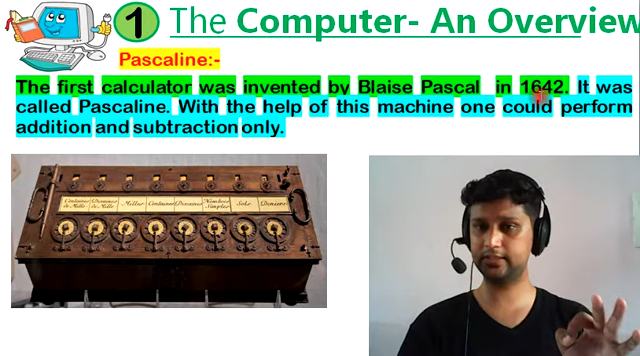 1 The Computer- An Overview
Pascaline:-
The first calculator was invented by Blaise Pascal in 1642. It was
called Pascaline. With the help of this machine one could perform
addition and subtraction only.